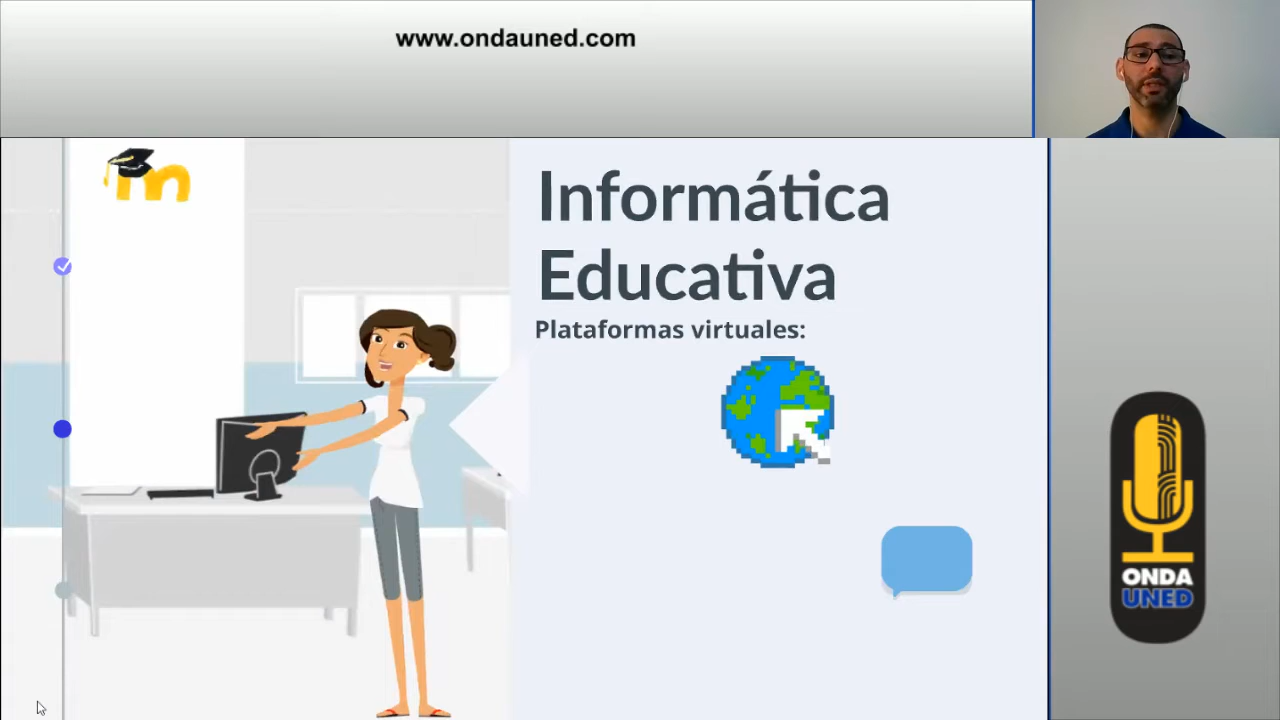 www.ondauned.com
m
Informática
Educativa
Plataformas virtuales:
ONDA
UNED